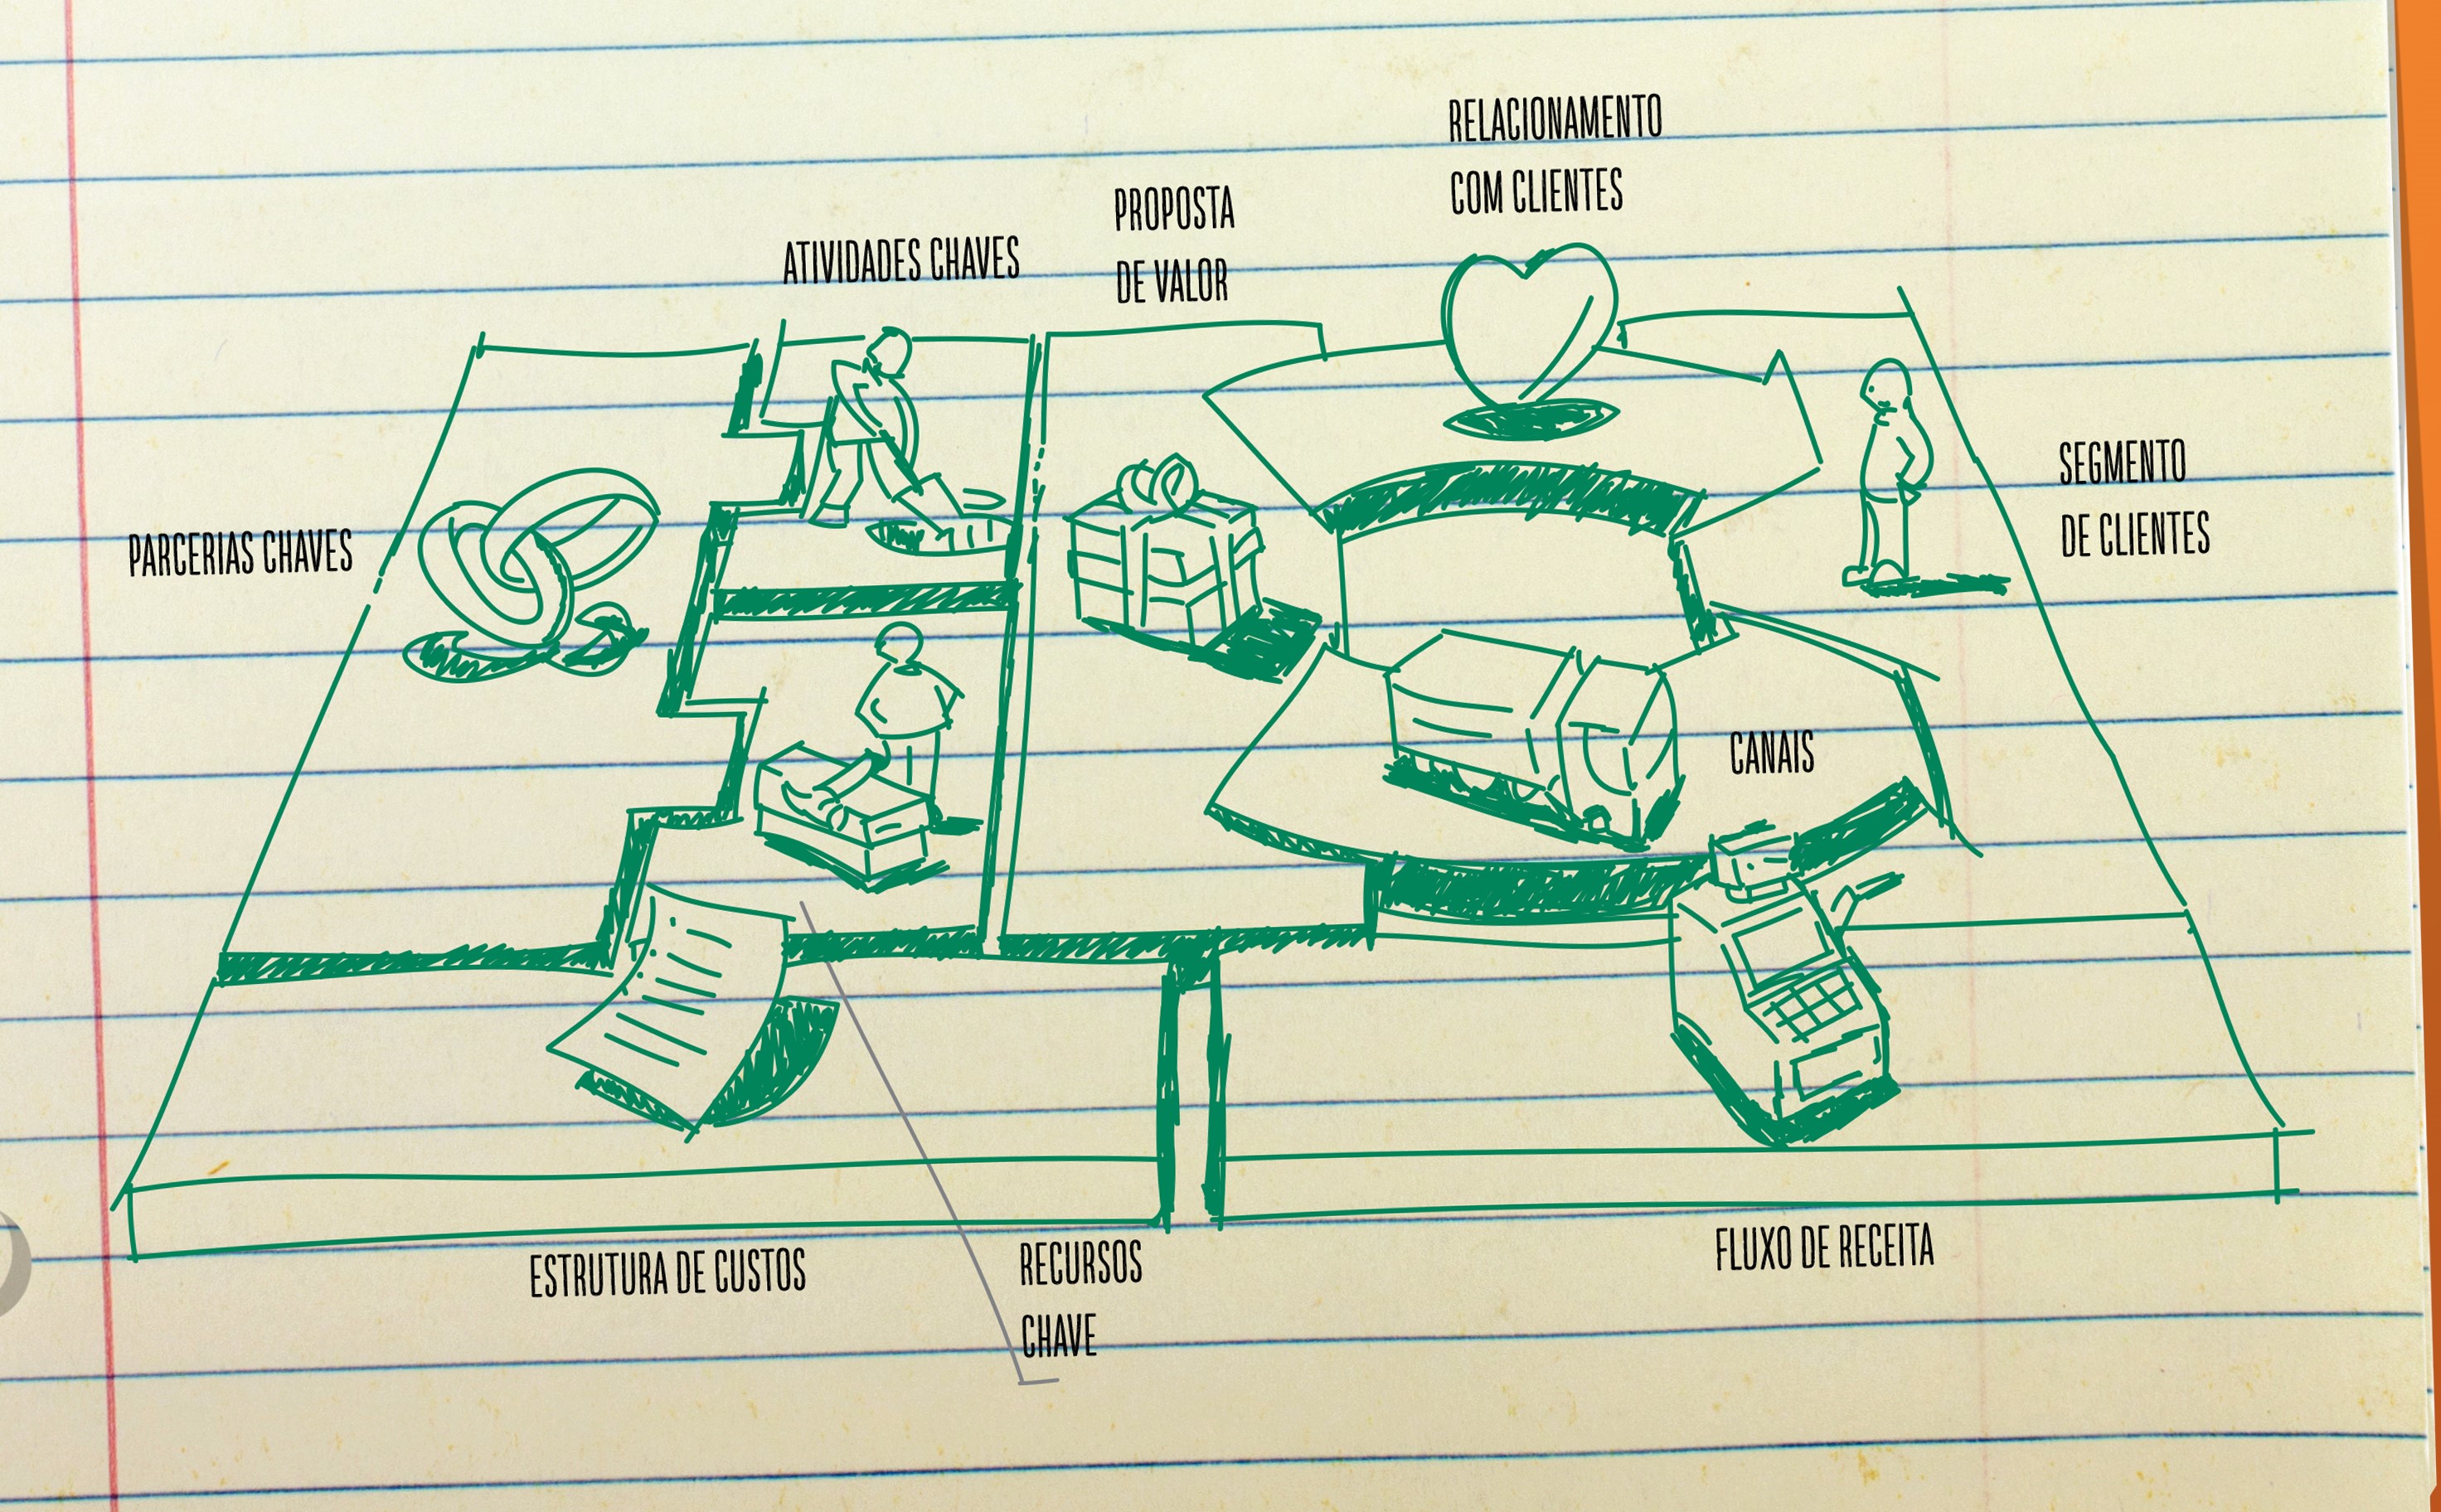 RELACIONAMENTO
COM CLIENTES
PROPOSTA
DE VALOR
ATIVIDADES CHAVES
SEGMENTO
DE CLIENTES
PARCERIAS CHAVES
CANAIS
ESTRUTURA DE CUSTOS
RECURSOS
CHAVE
FLUXO DE RECEITA